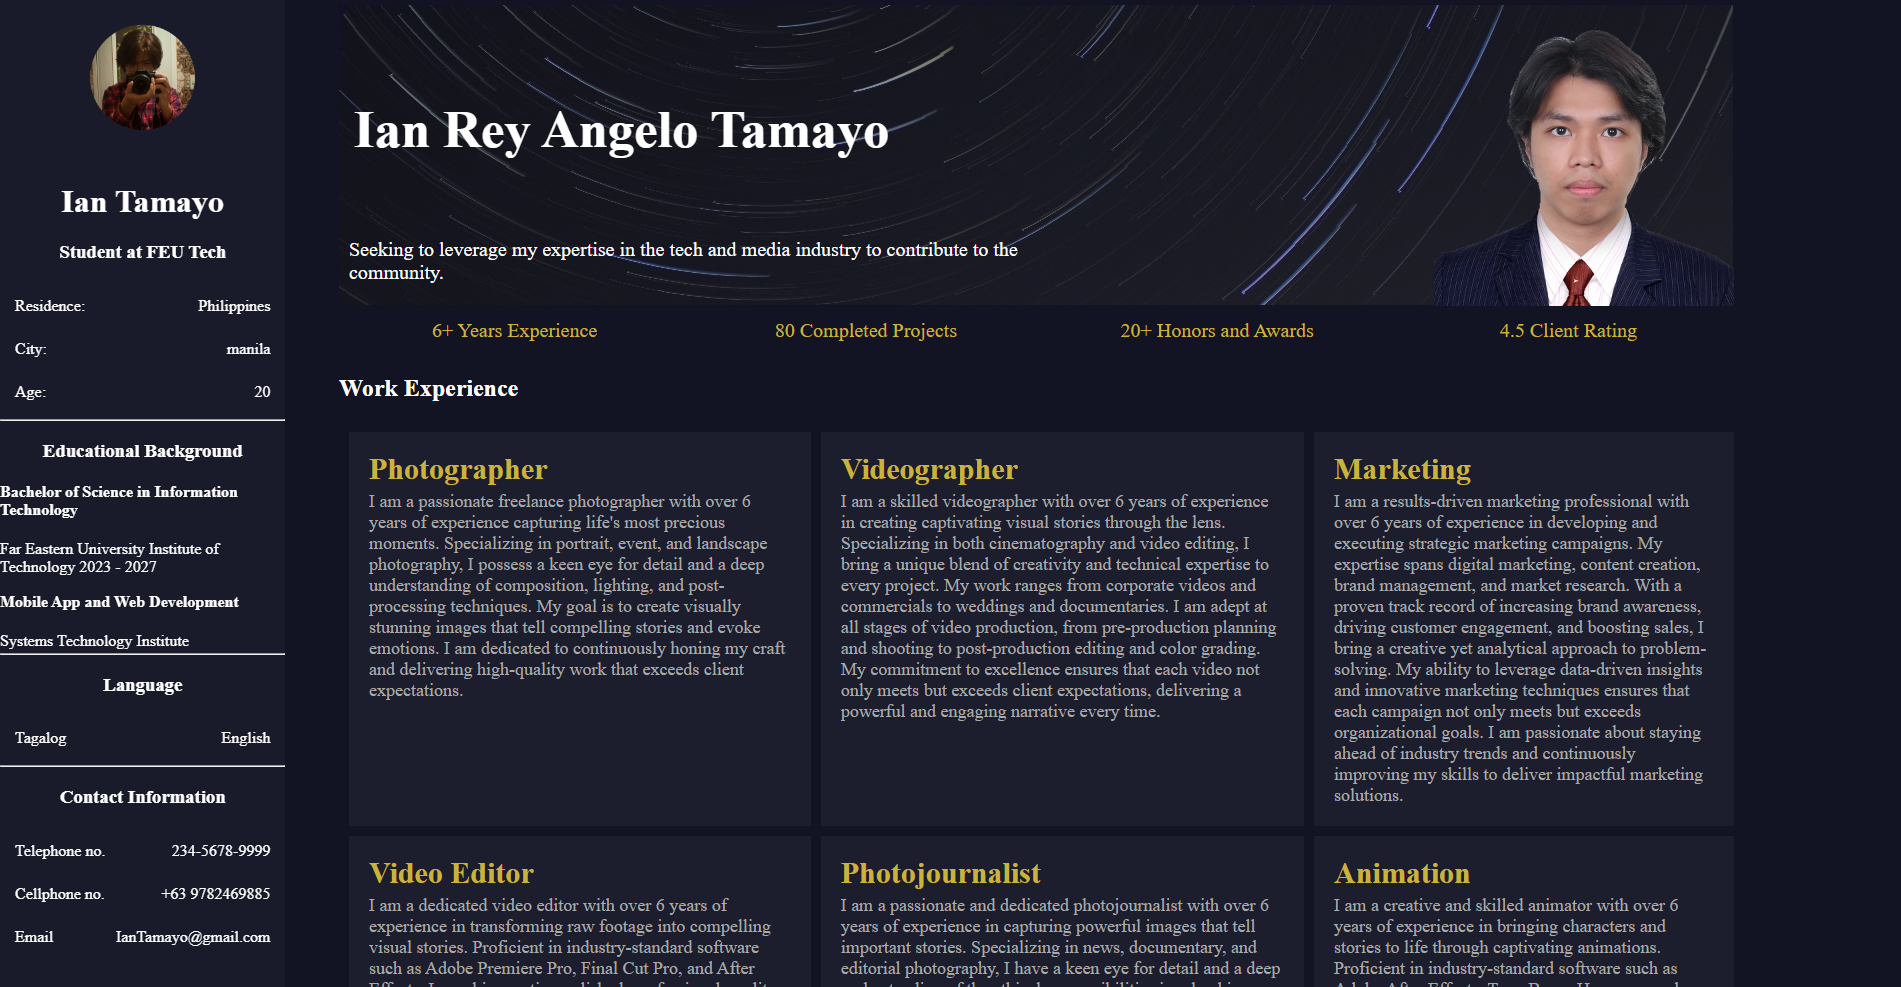 Ian Tamayo
Student at FEU Tech
Residence: Philippines
City: manila
Age: 20
Educational Background
Bachelor of Science in Information
Technology
Far Eastern University Institute of
Technology 2023 - 2027
Mobile App and Web Development
Systems Technology Institute
Language
Tagalog English
Contact Information
Telephone no. 234-5678-9999
Cellphone no. +63 9782469885
Email IanTamayo@gmail.com
Ian Rey Angelo Tamayo
Seeking to leverage my expertise in the tech and media industry to contribute to the
community.
6+ Years Experience 80 Completed Projects 20+ Honors and Awards 4.5 Client Rating
Work Experience
Photographer
I am a passionate freelance photographer with over 6
years of experience capturing life's most precious
moments. Specializing in portrait, event, and landscape
photography, I possess a keen eye for detail and a deep
understanding of composition, lighting, and post-
processing techniques. My goal is to create visually
stunning images that tell compelling stories and evoke
emotions. I am dedicated to continuously honing my craft
and delivering high-quality work that exceeds client
expectations.
Videographer
I am a skilled videographer with over 6 years of experience
in creating captivating visual stories through the lens.
Specializing in both cinematography and video editing, I
bring a unique blend of creativity and technical expertise to
every project. My work ranges from corporate videos and
commercials to weddings and documentaries. I am adept at
all stages of video production, from pre-production planning
and shooting to post-production editing and color grading.
My commitment to excellence ensures that each video not
only meets but exceeds client expectations, delivering a
powerful and engaging narrative every time.
Marketing
I am a results-driven marketing professional with
over 6 years of experience in developing and
executing strategic marketing campaigns. My
expertise spans digital marketing, content creation,
brand management, and market research. With a
proven track record of increasing brand awareness,
driving customer engagement, and boosting sales, I
bring a creative yet analytical approach to problem-
solving. My ability to leverage data-driven insights
and innovative marketing techniques ensures that
each campaign not only meets but exceeds
organizational goals. I am passionate about staying
ahead of industry trends and continuously
improving my skills to deliver impactful marketing
solutions.
Video Editor
I am a dedicated video editor with over 6 years of
experience in transforming raw footage into compelling
visual stories. Proficient in industry-standard software
such as Adobe Premiere Pro, Final Cut Pro, and After
Photojournalist
I am a passionate and dedicated photojournalist with over 6
years of experience in capturing powerful images that tell
important stories. Specializing in news, documentary, and
editorial photography, I have a keen eye for detail and a deep
Animation
I am a creative and skilled animator with over 6
years of experience in bringing characters and
stories to life through captivating animations.
Proficient in industry-standard software such as